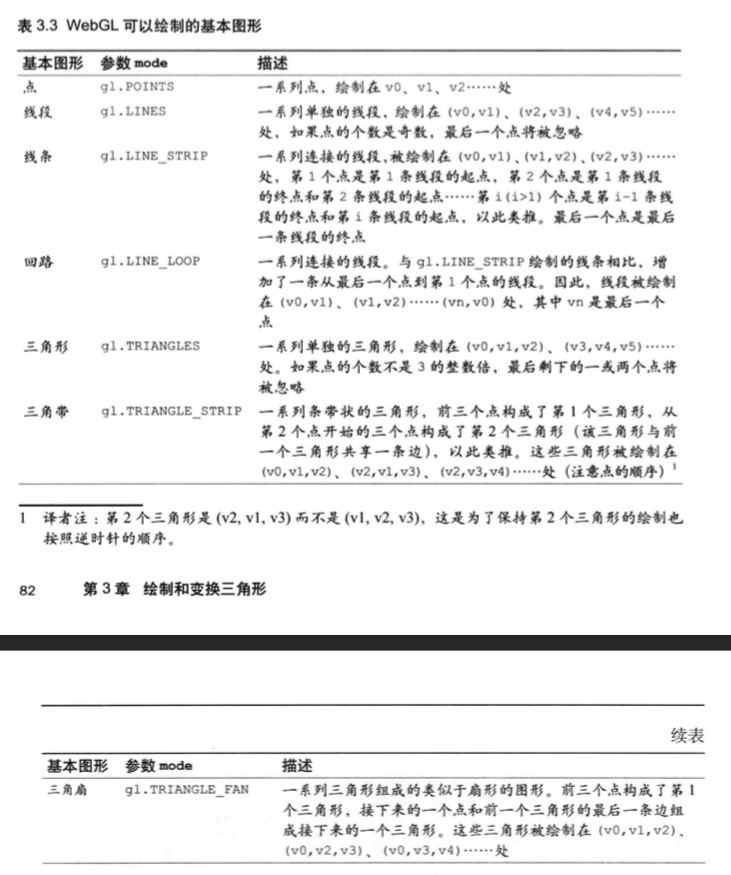 表 3.3 WebGL 可以绘制的基本图形
基本图形 参数 mode 描述
点 gl.POINTS 一系列点，绘制在 v0、v1、v2……处
线段 gl.LINES 一系列单独的线段，绘制在 (v0,v1)、(v2,v3)、(v4,v5)……
处，如果点的个数是奇数，最后一个点将被忽略
线条 gl.LINE_STRIP 一系列连接的线段，被绘制在 (v0,v1)、(v1,v2)、(v2,v3)……
处，第 1 个点是第 1 条线段的起点，第 2 个点是第 1 条线段
的终点和第 2 条线段的起点……第 i(i>1) 个点是第 i-1 条线
段的终点和第 i 条线段的起点，以此类推。最后一个点是最后
一条线段的终点
回路 gl.LINE_LOOP 一系列连接的线段。与 gl.LINE_STRIP 绘制的线条相比，增
加了一条从最后一个点到第 1 个点的线段。因此，线段被绘制
在 (v0,v1)、(v1,v2)……(vn,v0) 处，其中 vn 是最后一个
点
三角形 gl.TRIANGLES 一系列单独的三角形，绘制在 (v0,v1,v2)、(v3,v4,v5)……
处。如果点的个数不是 3 的整数倍，最后剩下的一或两个点将
被忽略
三角带 gl.TRIANGLE_STRIP 一系列条带状的三角形，前三个点构成了第 1 个三角形，从
第 2 个点开始的三个点构成了第 2 个三角形（该三角形与前
一个三角形共享一条边），以此类推。这些三角形被绘制在
(v0,v1,v2)、(v2,v1,v3)、(v2,v3,v4)……处（注意点的顺序）1
1 译者注：第 2 个三角形是 (v2, v1, v3) 而不是 (v1, v2, v3)，这是为了保持第 2 个三角形的绘制也
按照逆时针的顺序。
82 第 3 章 绘制和变换三角形
续表
基本图形 参数 mode 描述
三角扇 gl.TRIANGLE_FAN 一系列三角形组成的类似于扇形的图形。前三个点构成了第 1
个三角形，接下来的一个点和前一个三角形的最后一条边组
成接下来的一个三角形。这些三角形被绘制在 (v0,v1,v2)、
(v0,v2,v3)、(v0,v3,v4)……处